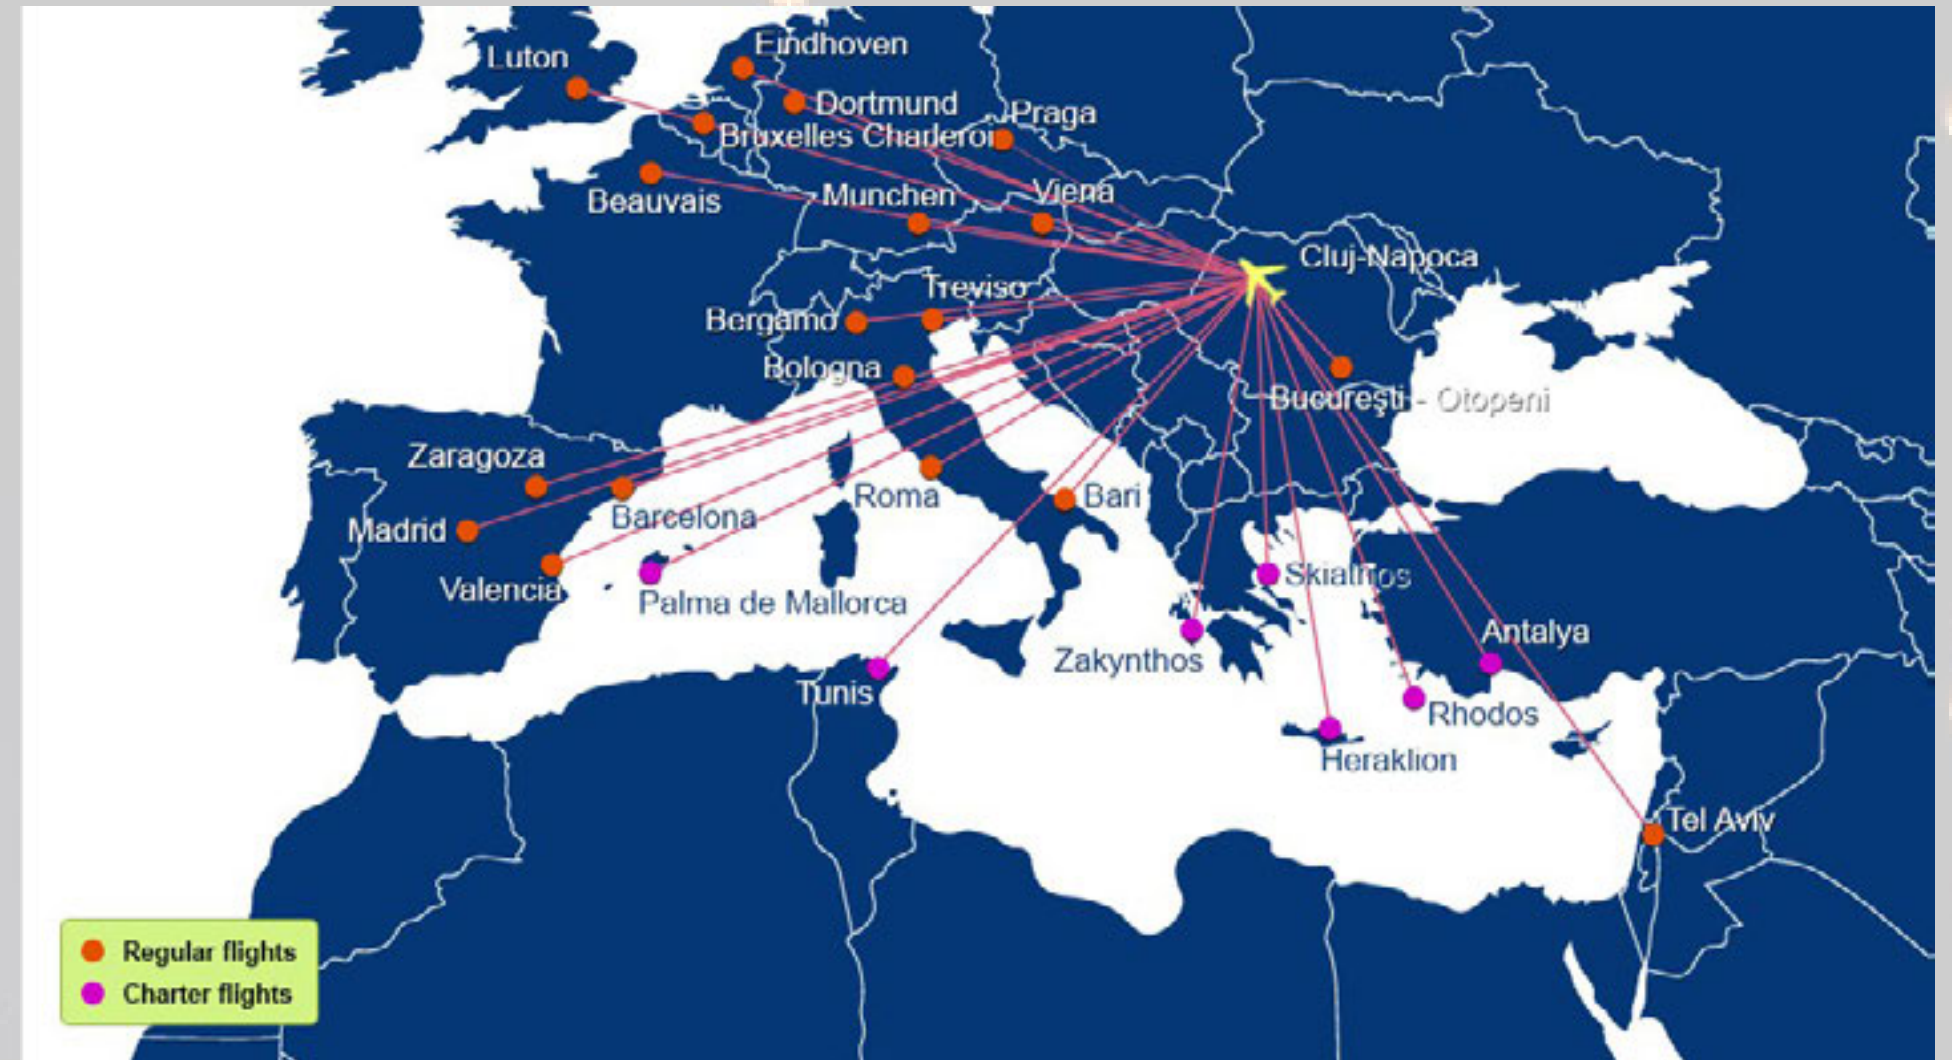 Eindhoven
Luton
Dortmund
Praga
Bruxelles Charleroi
Viena
Munchen
Beauvais
Cluj-Napoca
Treviso
Bergamo
Bologna
București - Otopeni
Zaragoza
Roma
Bari
Barcelona
Madrid
Skiathos
Valencia
Palma de Mallorca
Antalya
Zakynthos
Tunis
Rhodos
Heraklion
Tel Aviv
Regular flights
Charter flights